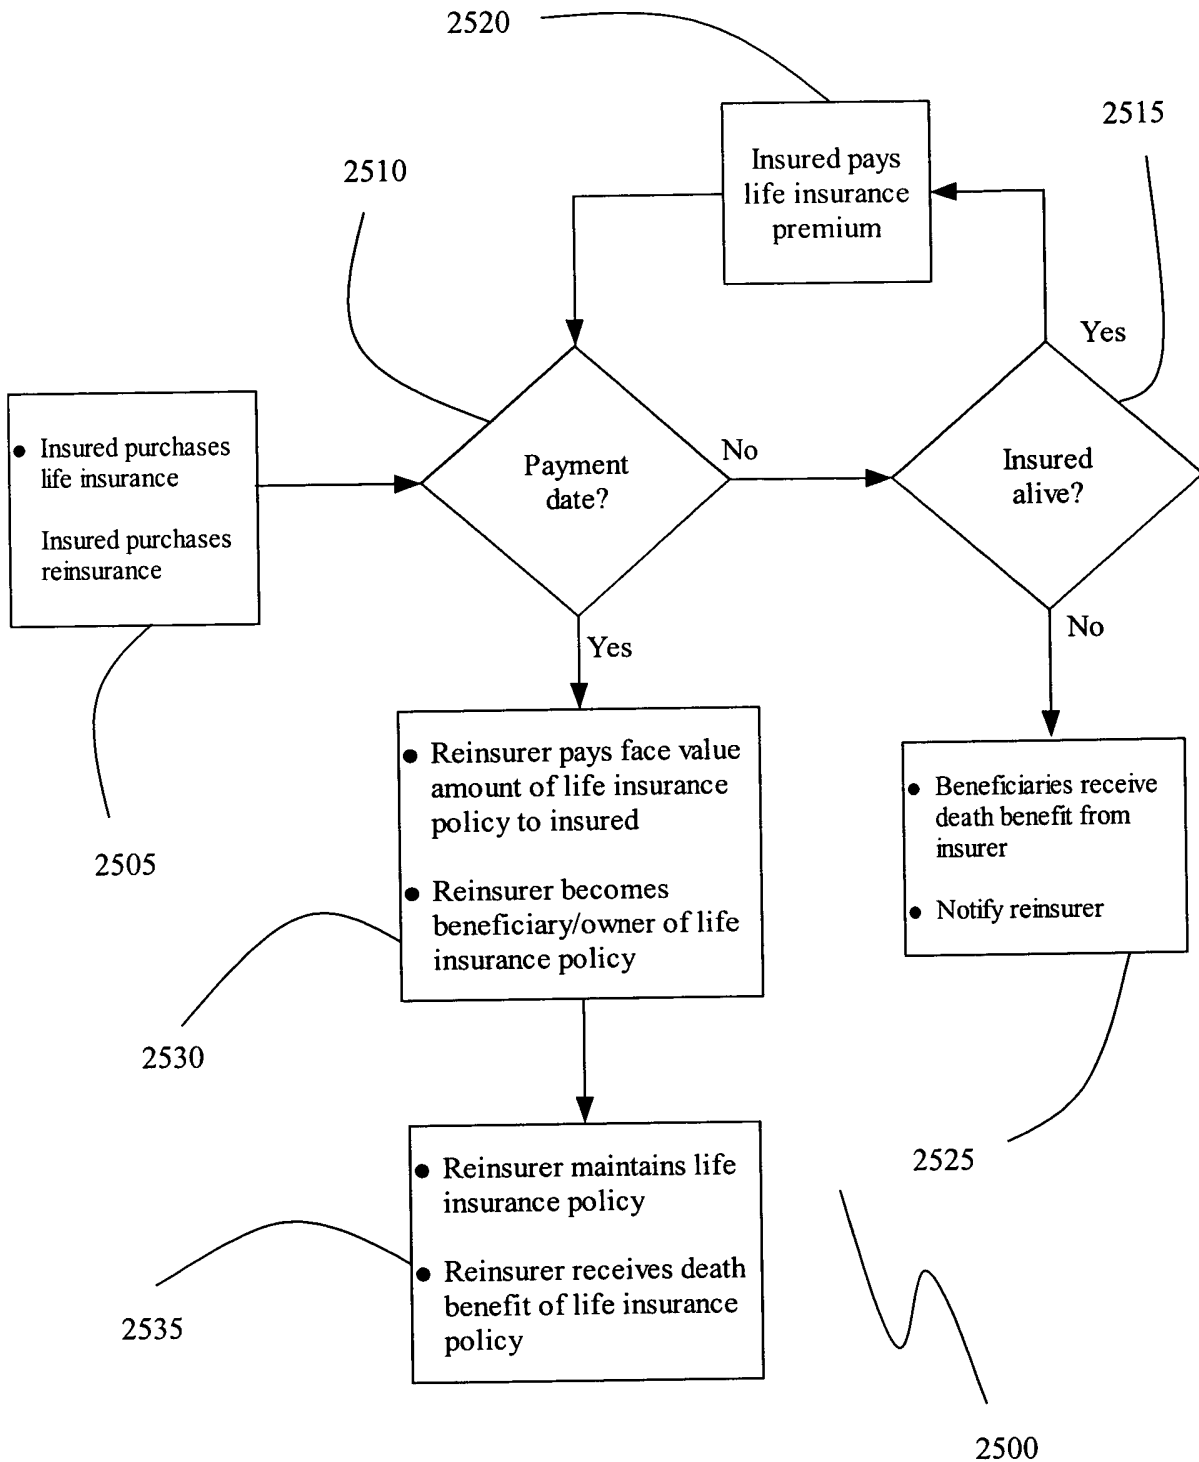 2520
2515
Insured pays
life insurance
premium
2510
Yes
• Insured purchases
life insurance
Insured purchases
reinsurance
Payment
date?
No
Insured
alive?
Yes
No
• Reinsurer pays face value
amount of life insurance
policy to insured
• Reinsurer becomes
beneficiary/owner of life
insurance policy
• Beneficiaries receive
death benefit from
insurer
• Notify reinsurer
2505
2530
• Reinsurer maintains life
insurance policy
• Reinsurer receives death
benefit of life insurance
policy
2525
2535
2500